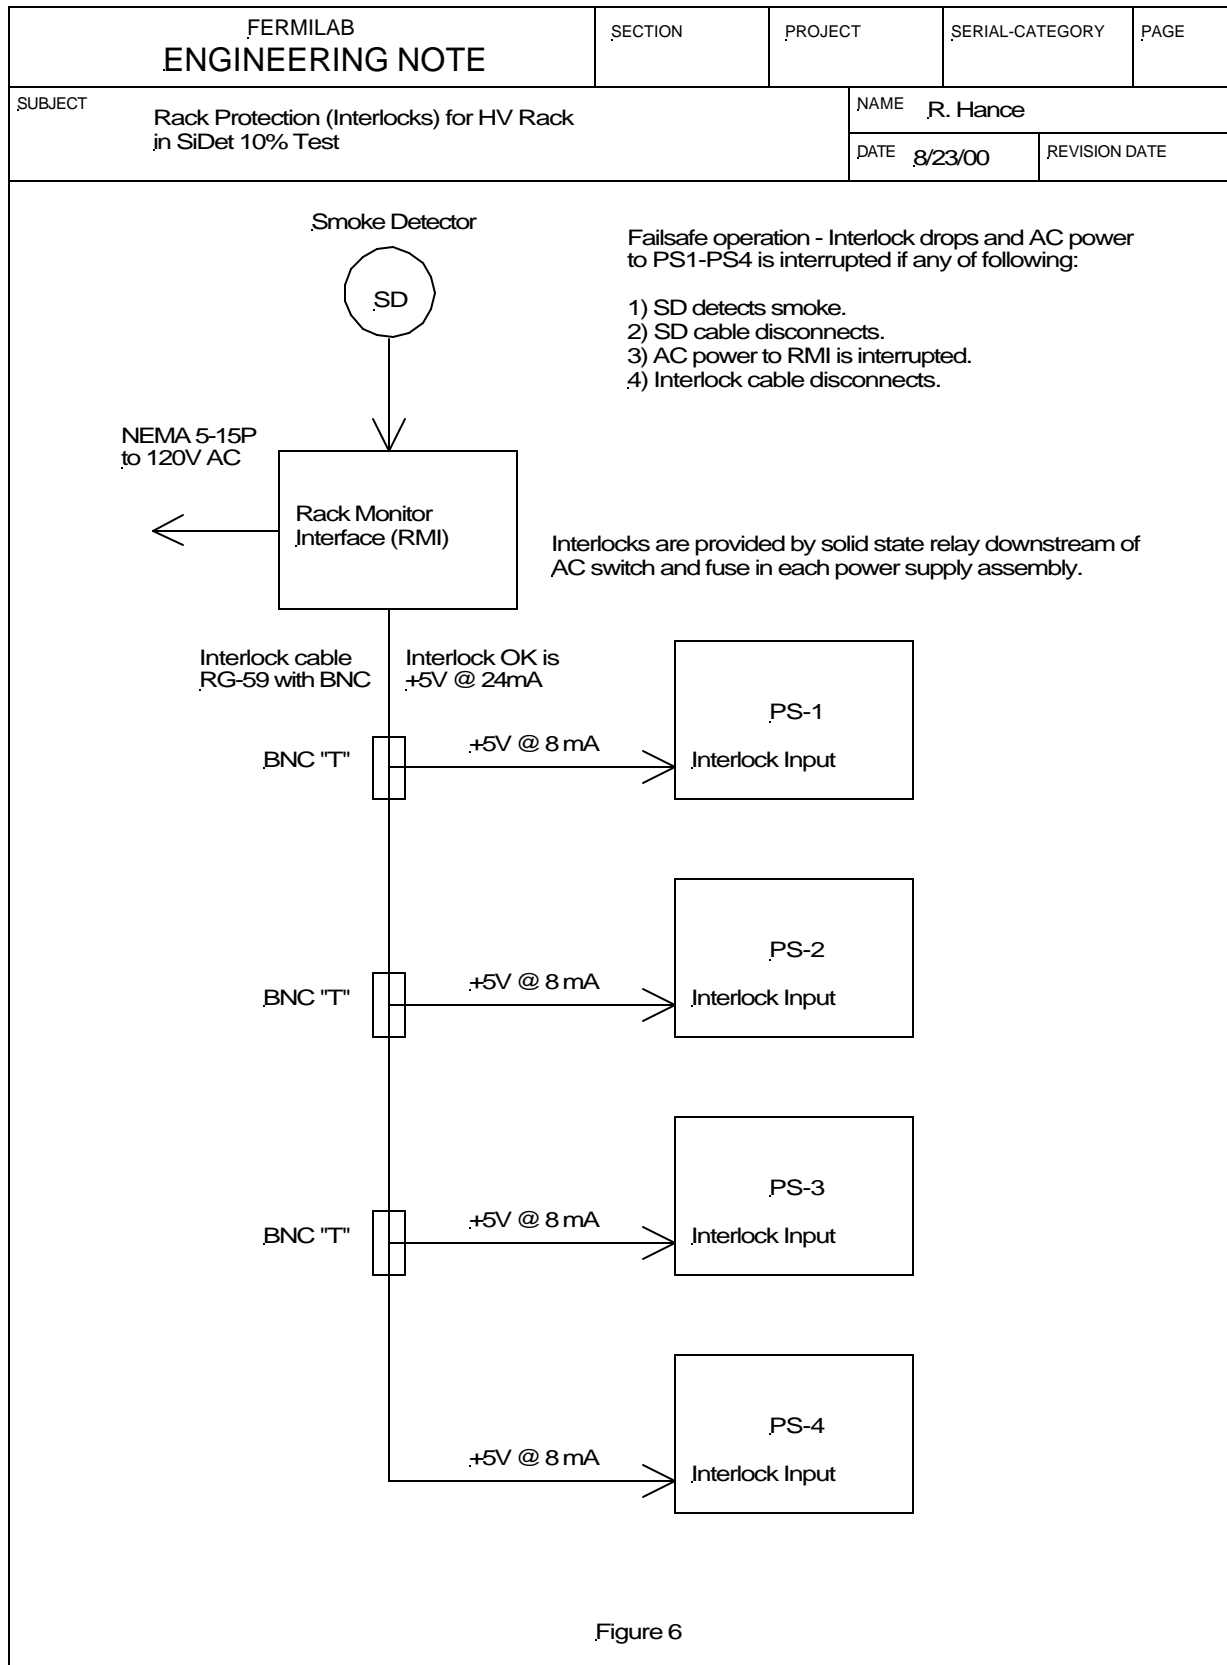 FERMILAB
ENGINEERING NOTE
SECTION
PROJECT
SERIAL-CATEGORY
PAGE
SUBJECT
Rack Protection (Interlocks) for HV Rack
in SiDet 10% Test
NAME
R. Hance
DATE
8/23/00
REVISION DATE
Smoke Detector
SD
Failsafe operation - Interlock drops and AC power
to PS1-PS4 is interrupted if any of following:
1) SD detects smoke.
2) SD cable disconnects.
3) AC power to RMI is interrupted.
4) Interlock cable disconnects.
NEMA 5-15P
to 120V AC
Rack Monitor
Interface (RMI)
Interlocks are provided by solid state relay downstream of
AC switch and fuse in each power supply assembly.
Interlock cable
RG-59 with BNC
Interlock OK is
+5V @ 24mA
BNC "T"
+5V @ 8 mA
PS-1
Interlock Input
BNC "T"
+5V @ 8 mA
PS-2
Interlock Input
BNC "T"
+5V @ 8 mA
PS-3
Interlock Input
+5V @ 8 mA
PS-4
Interlock Input
Figure 6